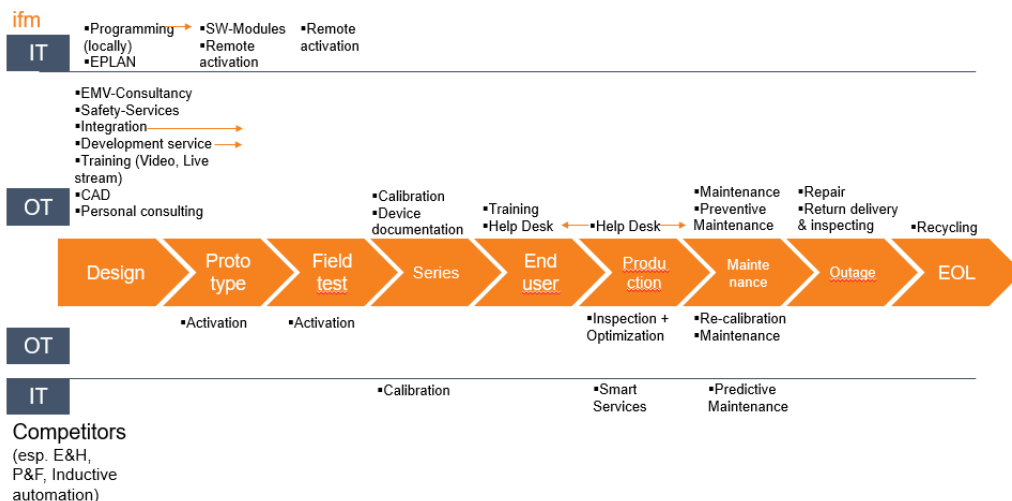 ifm
IT
▪Programming
(locally)
▪EPLAN
▪SW-Modules
▪Remote
activation
▪Remote
activation
▪EMV-Consultancy
▪Safety-Services
▪Integration
▪Development service
▪Training (Video, Live
stream)
▪CAD
▪Personal consulting
OT
▪Calibration
▪Device
documentation
▪Training
▪Help Desk
▪Help Desk
▪Maintenance
▪Preventive
Maintenance
▪Repair
▪Return delivery
& inspecting
▪Recycling
Design
Proto
type
Field
test
Series
End
user
Produ
ction
Mainte
nance
Outage
EOL
▪Activation
▪Activation
▪Inspection +
Optimization
▪Re-calibration
▪Maintenance
OT
IT
▪Calibration
▪Smart
Services
▪Predictive
Maintenance
Competitors
(esp. E&H,
P&F, Inductive
automation)